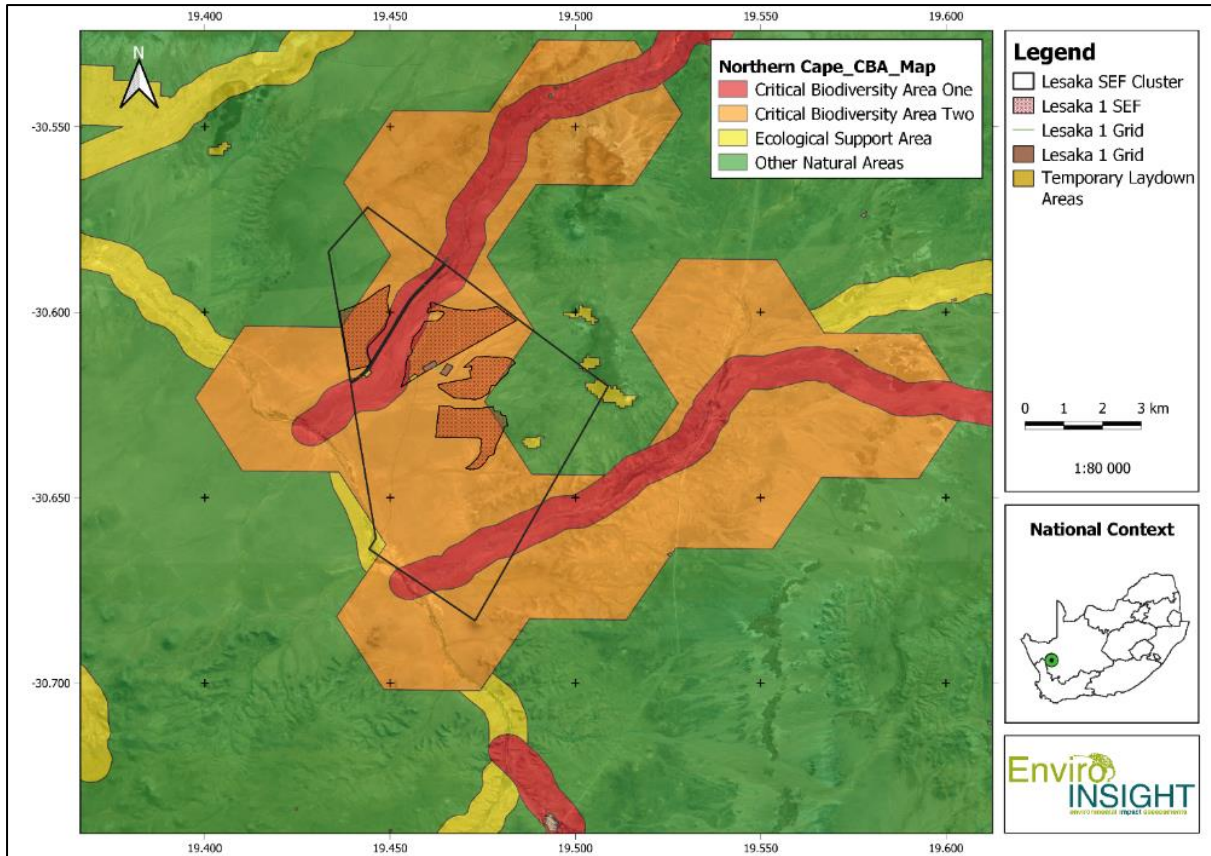 19.400 19.450 19.500 19.550 19.600
N
-30.550
-30.600
-30.650
-30.700
Northern Cape_CBA_Map
Critical Biodiversity Area One
Critical Biodiversity Area Two
Ecological Support Area
Other Natural Areas
19.400 19.450 19.500 19.550 19.600
Legend
Lesaka SEF Cluster
Lesaka 1 SEF
Lesaka 1 Grid
Lesaka 1 Grid
Temporary Laydown
Areas
0 1 2 3 km
1:80 000
National Context
Enviro
INSIGHT
environmental impact assessments